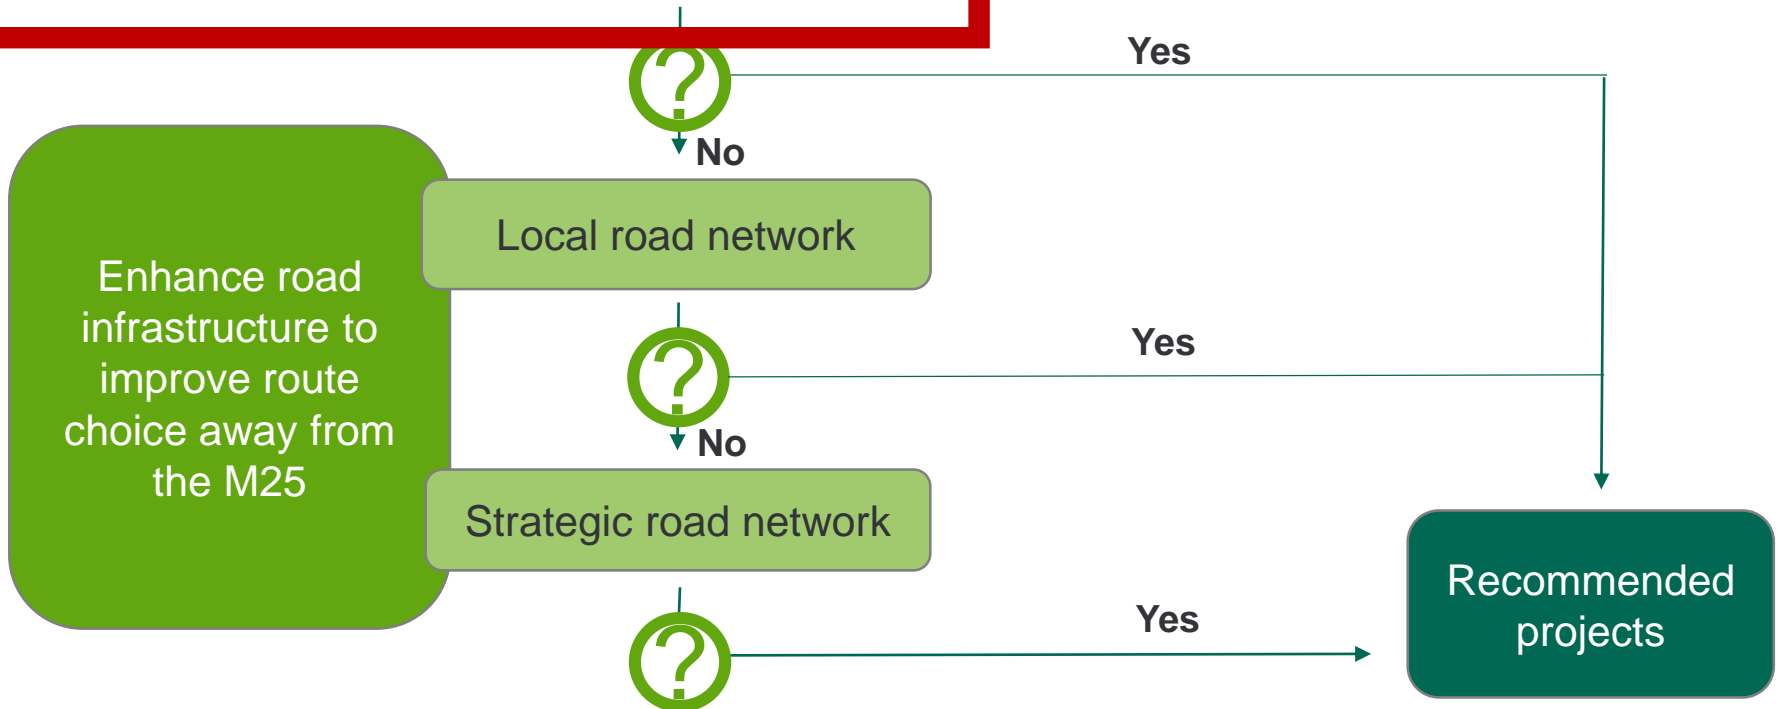 Yes
?
No
Local road network
Enhance road
infrastructure to
improve route
choice away from
the M25
?
Yes
No
Strategic road network
Recommended
projects
?
Yes